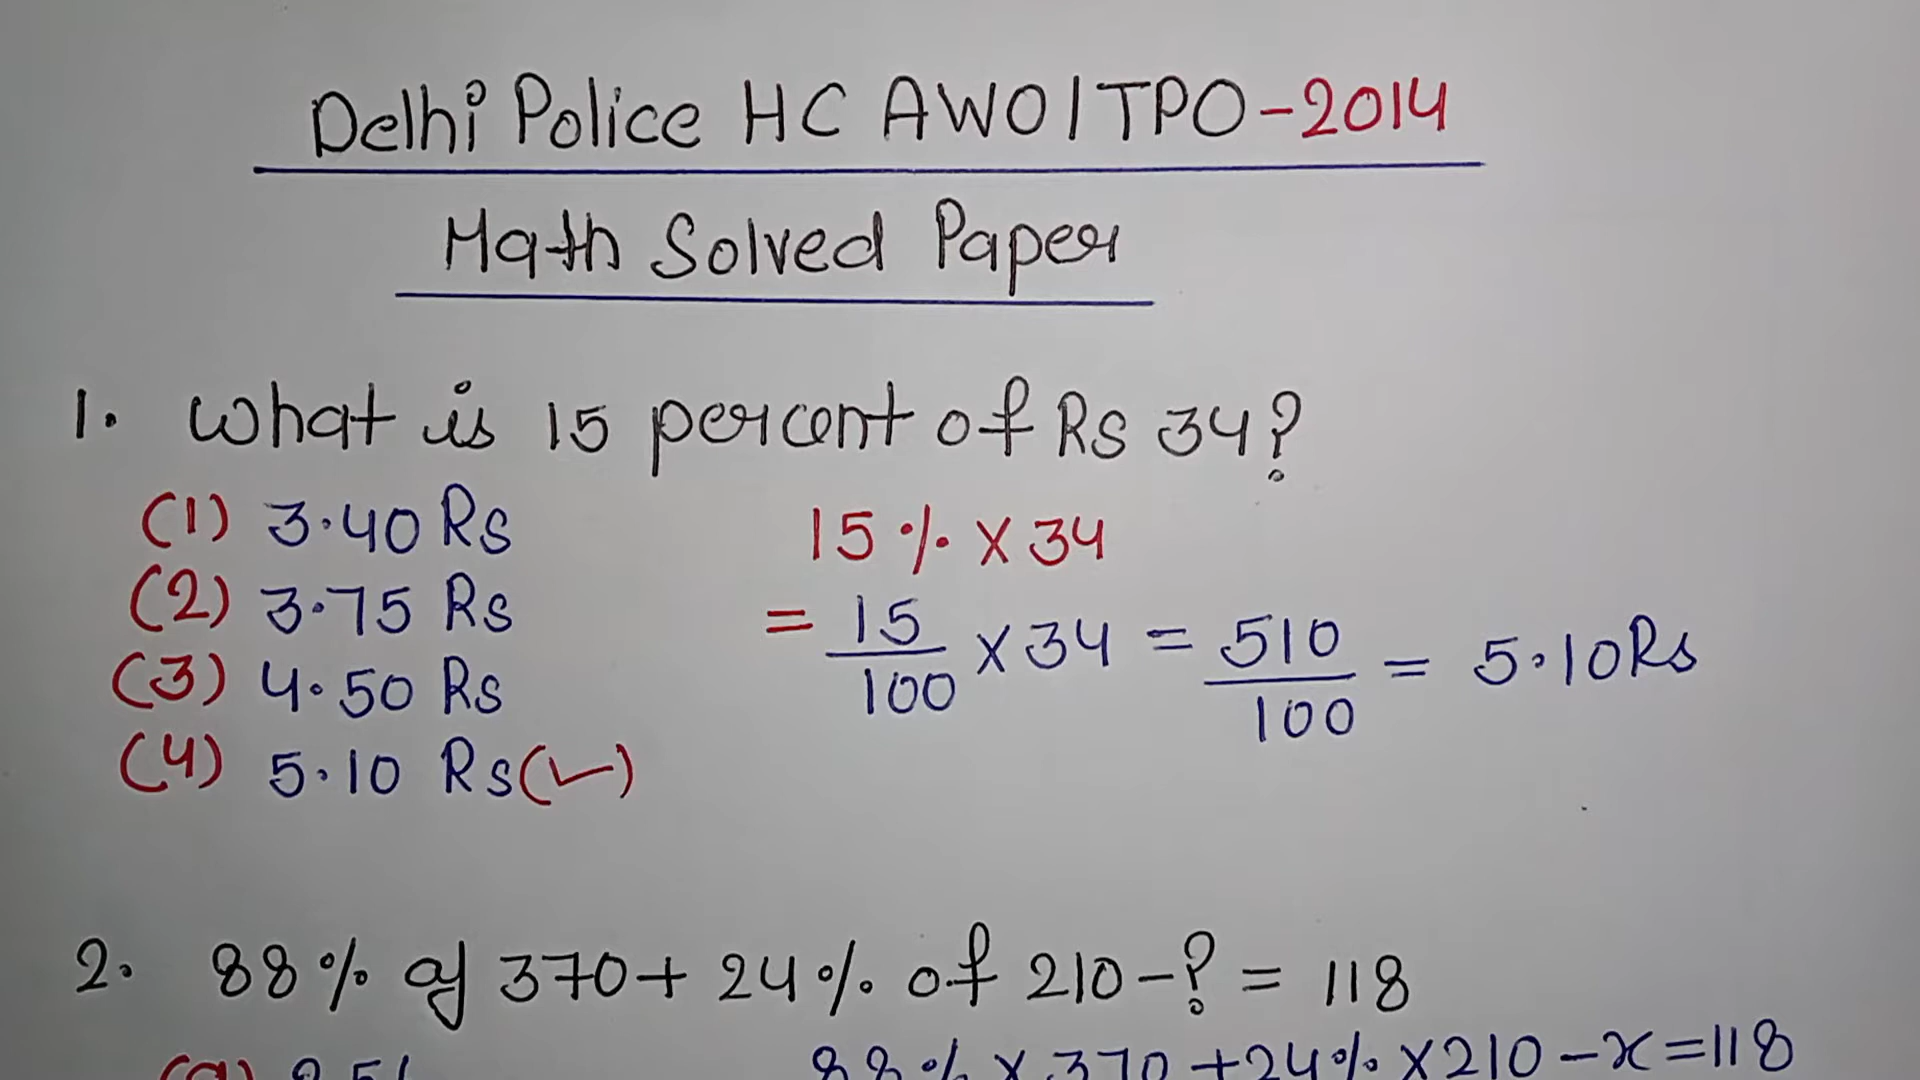 Delhi Police HC AWO/TPO-2014
Math Solved Paper
1. What is 15 percent of Rs 34?
(1) 3.40 Rs
(2) 3.75 Rs
(3) 4.50 Rs
(4) 5.10 Rs(✓)
15% × 34
= 15/100 × 34 = 510/100 = 5.10Rs
2. 88% of 370+ 24% of 210-? = 118
88% × 370 +24% ×210 -x=118